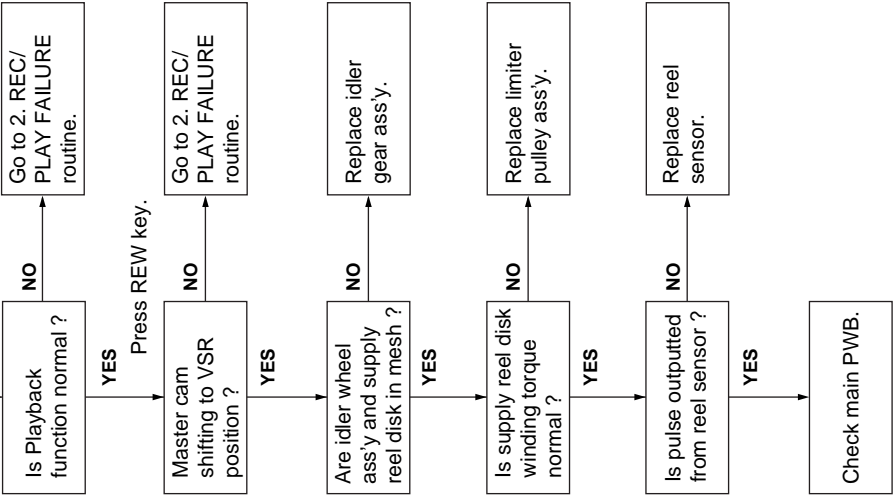 Is Playback
function normal ?
NO
Go to 2. REC/
PLAY FAILURE
routine.
YES
Press REW key.
Master cam
shifting to VSR
position ?
NO
Go to 2. REC/
PLAY FAILURE
routine.
YES
Are idler wheel
ass'y and supply
reel disk in mesh ?
NO
Replace idler
gear ass'y.
YES
Is supply reel disk
winding torque
normal ?
NO
Replace limiter
pulley ass'y.
YES
Is pulse outputted
from reel sensor ?
NO
Replace reel
sensor.
YES
Check main PWB.